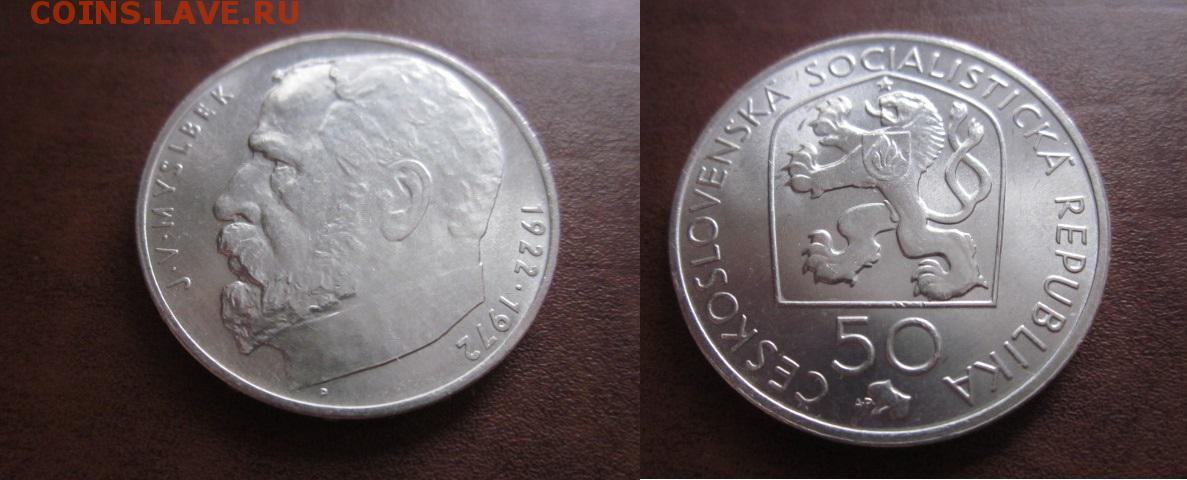 COINS.LAVE.RU
J·V·MYSLBEK
1922·1972
ČESKOSLOVENSKÁ SOCIALISTICKÁ REPUBLIKA
50